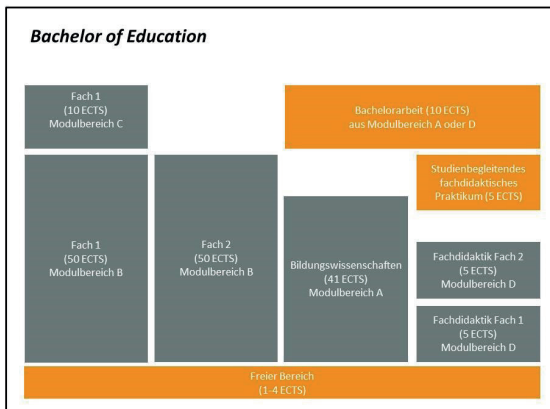 Bachelor of Education
Fach 1
(10 ECTS)
Modulbereich C
Bachelorarbeit (10 ECTS)
aus Modulbereich A oder D
Fach 1
(50 ECTS)
Modulbereich B
Fach 2
(50 ECTS)
Modulbereich B
Bildungswissenschaften
(41 ECTS)
Modulbereich A
Studienbegleitendes
fachdidaktisches
Praktikum (5 ECTS)
Fachdidaktik Fach 2
(5 ECTS)
Modulbereich D
Fachdidaktik Fach 1
(5 ECTS)
Modulbereich D
Freier Bereich
(1-4 ECTS)